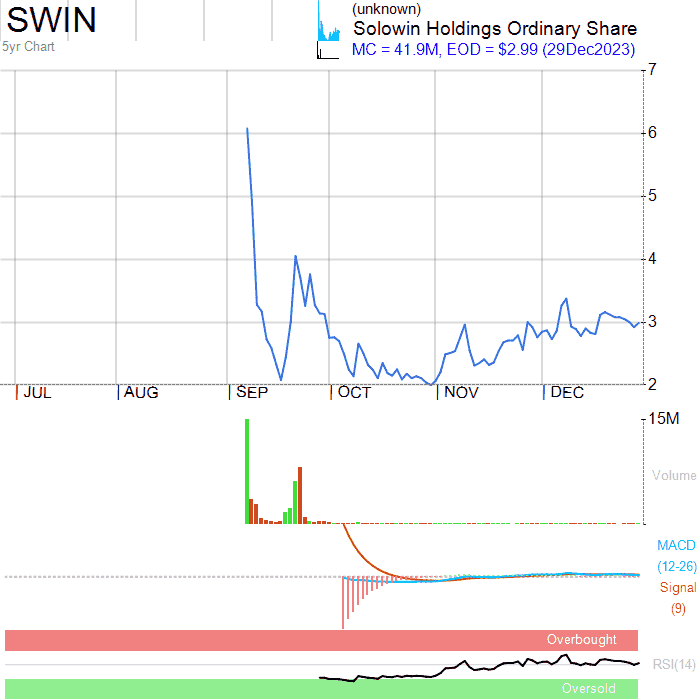 SWIN
5yr Chart
(unknown)
Solowin Holdings Ordinary Share
MC = 41.9M, EOD = $2.99 (29Dec2023)
7
6
5
4
3
2
JUL AUG SEP OCT NOV DEC
15M
Volume
MACD
(12-26)
Signal
(9)
Overbought
RSI(14)
Oversold